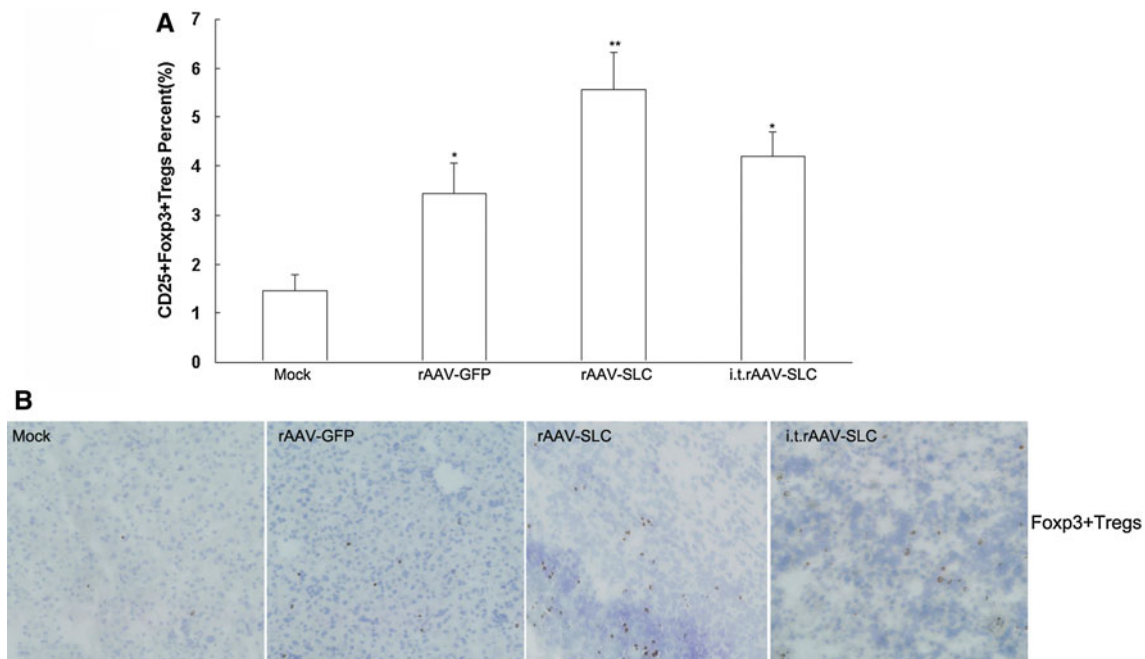 A
CD25+Foxp3+Tregs Percent(%)
7
6
5
4
3
2
1
0
*
**
*
Mock rAAV-GFP rAAV-SLC i.t.rAAV-SLC
B
Mock rAAV-GFP rAAV-SLC i.t.rAAV-SLC
Foxp3+Tregs